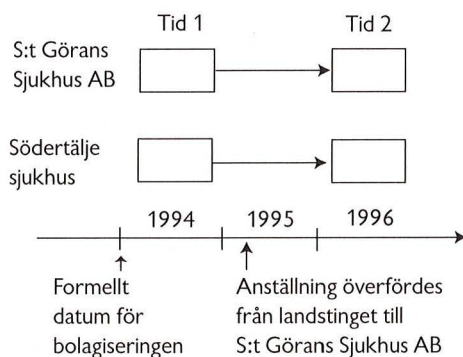 Tid 1
Tid 2
S:t Görans
Sjukhus AB
Södertälje
sjukhus
1994
1995
1996
Formellt
datum för
bolagiseringen
Anställning överfördes
från landstinget till
S:t Görans Sjukhus AB